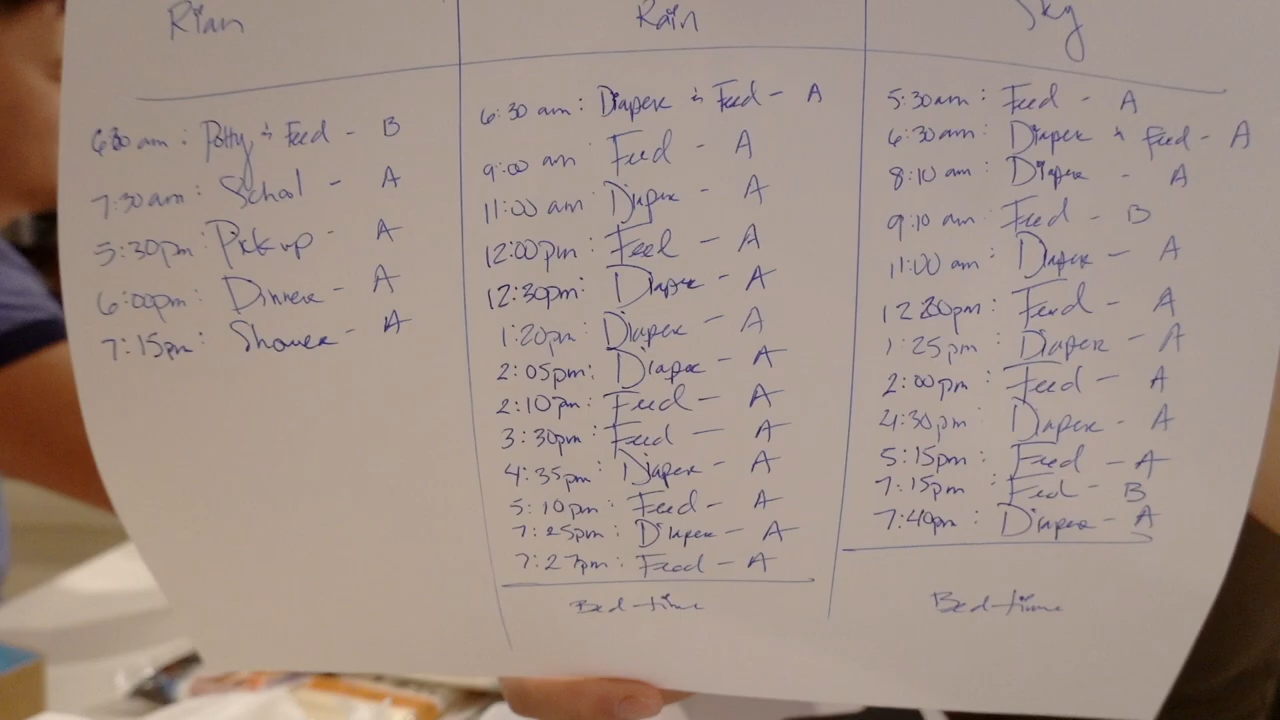 Rian
6:30 am: Potty & Feed - B
7:30 am: School - A
5:30pm: Pick up - A
6:00pm: Dinner - A
7:15pm: Shower - A
Rain
6:30 am: Diaper & Feed - A
9:00 am Feed - A
11:00 am Diaper - A
12:00pm: Feed - A
12:30pm: Diaper - A
1:20pm: Diaper - A
2:05pm: Diaper - A
2:10pm: Feed - A
3:30pm: Feed - A
4:35pm: Diaper - A
5:10pm: Feed - A
7:25pm: Diaper - A
7:27pm: Feed - A
Bed-time
Sky
5:30am: Feed - A
6:30am: Diaper & Feed - A
8:10 am: Diaper - A
9:10 am Feed - B
11:00 am: Diaper - A
12:30pm: Feed - A
1:25pm: Diaper - A
2:00pm: Feed - A
4:30pm Diaper - A
5:15pm: Feed - A
7:15pm: Fed - B
7:40pm: Diaper - A
Bed-time